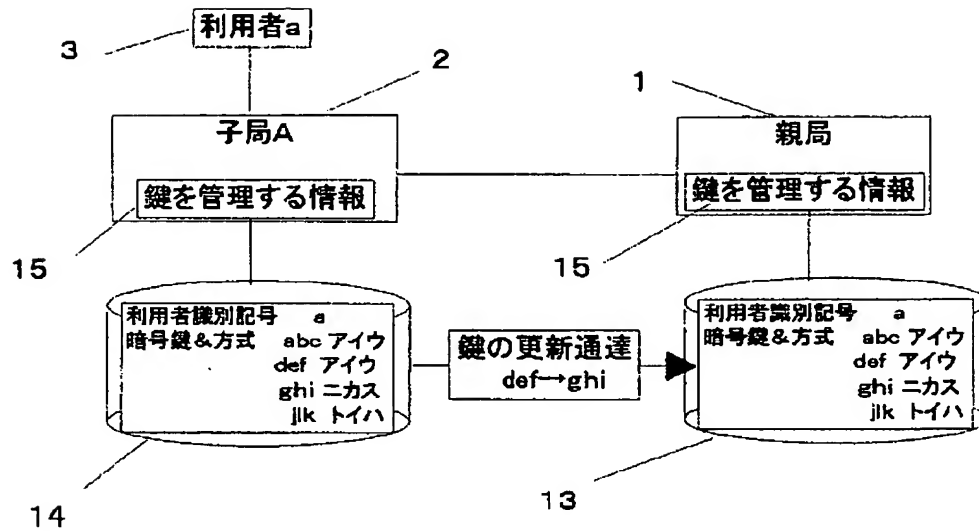 利用者a
3
2
1
子局A
親局
鍵を管理する情報
鍵を管理する情報
15
15
利用者識別記号 a
暗号鍵&方式 abc アイウ
def アイウ
ghi ニカス
jlk トイハ
鍵の更新通達
def→ghi
利用者識別記号 a
暗号鍵&方式 abc アイウ
def アイウ
ghi ニカス
jlk トイハ
14
13